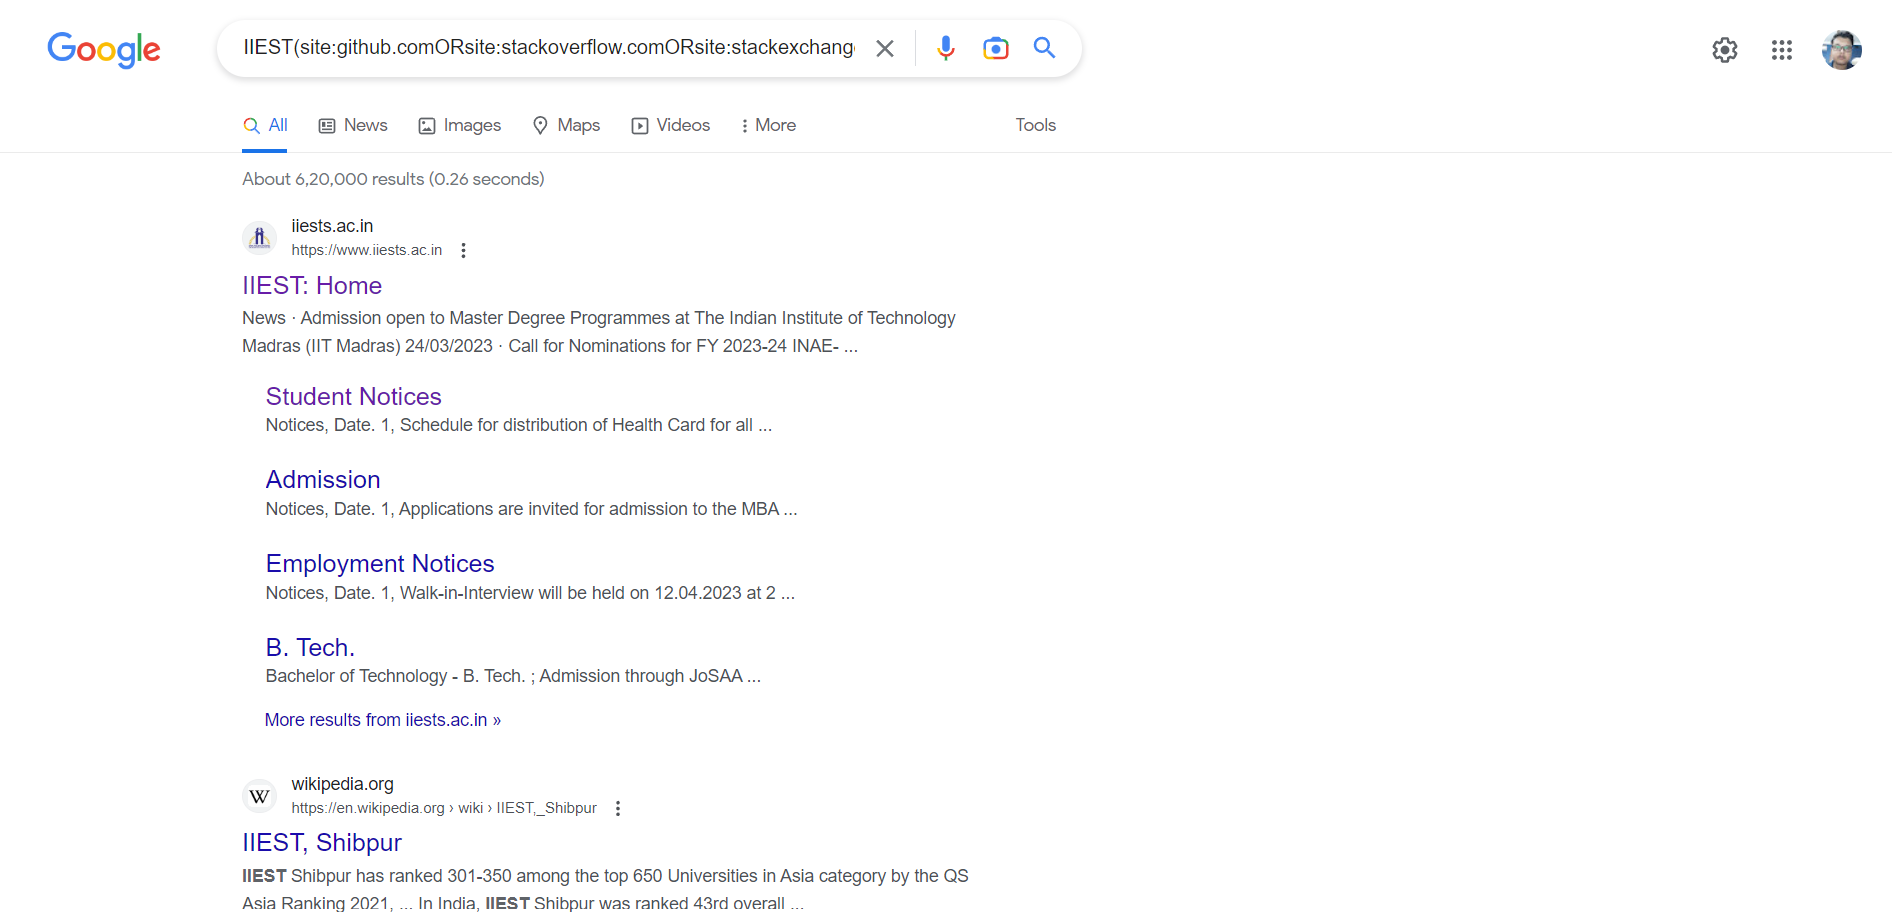 Google
IIEST(site:github.comORsite:stackoverflow.comORsite:stackexchang
All News Images Maps Videos More Tools
About 6,20,000 results (0.26 seconds)
iiests.ac.in
https://www.iiests.ac.in
IIEST: Home
News · Admission open to Master Degree Programmes at The Indian Institute of Technology
Madras (IIT Madras) 24/03/2023 · Call for Nominations for FY 2023-24 INAE- ...
Student Notices
Notices, Date. 1, Schedule for distribution of Health Card for all ...
Admission
Notices, Date. 1, Applications are invited for admission to the MBA ...
Employment Notices
Notices, Date. 1, Walk-in-Interview will be held on 12.04.2023 at 2 ...
B. Tech.
Bachelor of Technology - B. Tech. ; Admission through JoSAA ...
More results from iiests.ac.in »
W wikipedia.org
https://en.wikipedia.org › wiki › IIEST,_Shibpur
IIEST, Shibpur
IIEST Shibpur has ranked 301-350 among the top 650 Universities in Asia category by the QS
Asia Ranking 2021, ... In India, IIEST Shibpur was ranked 43rd overall ...